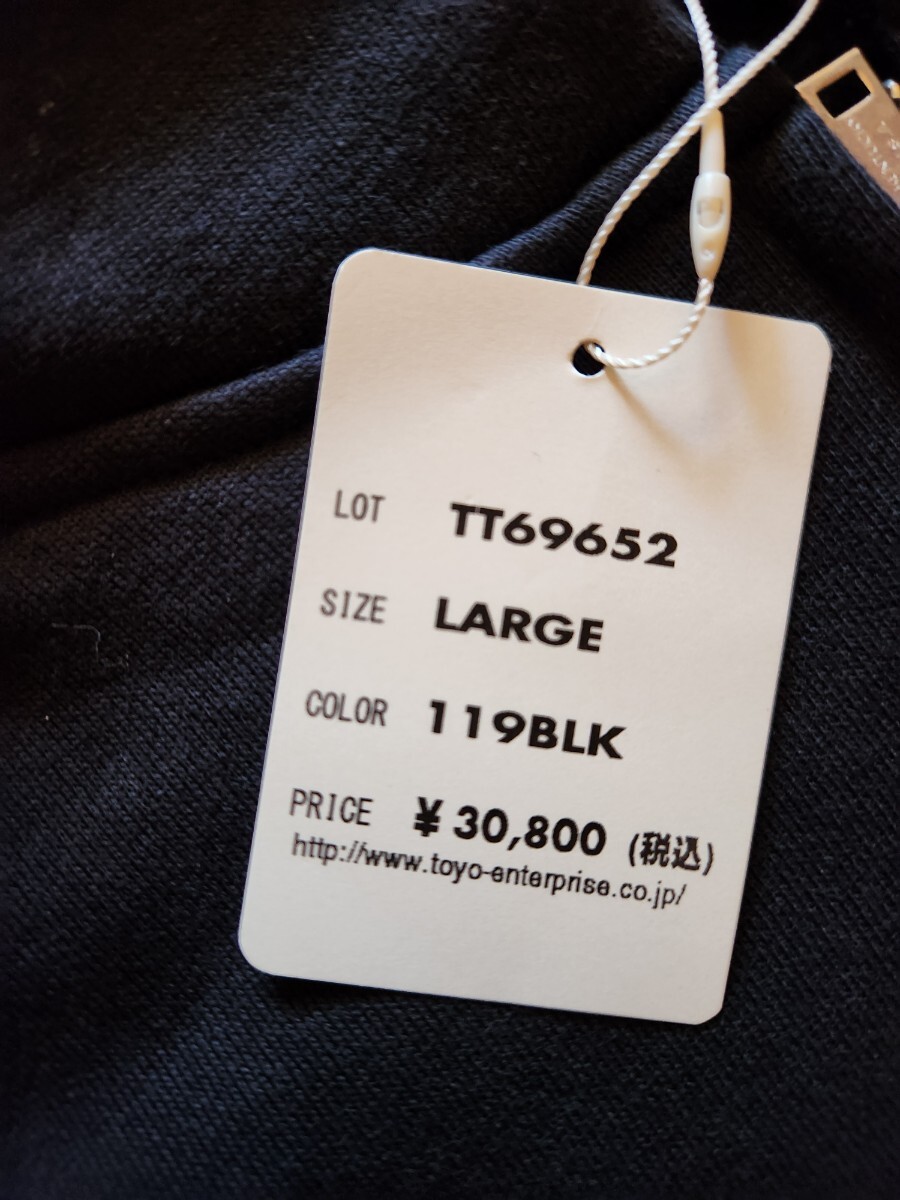 LOT TT69652
SIZE LARGE
COLOR 119BLK
PRICE ¥30,800 (税込)
http://www.toyo-enterprise.co.jp/